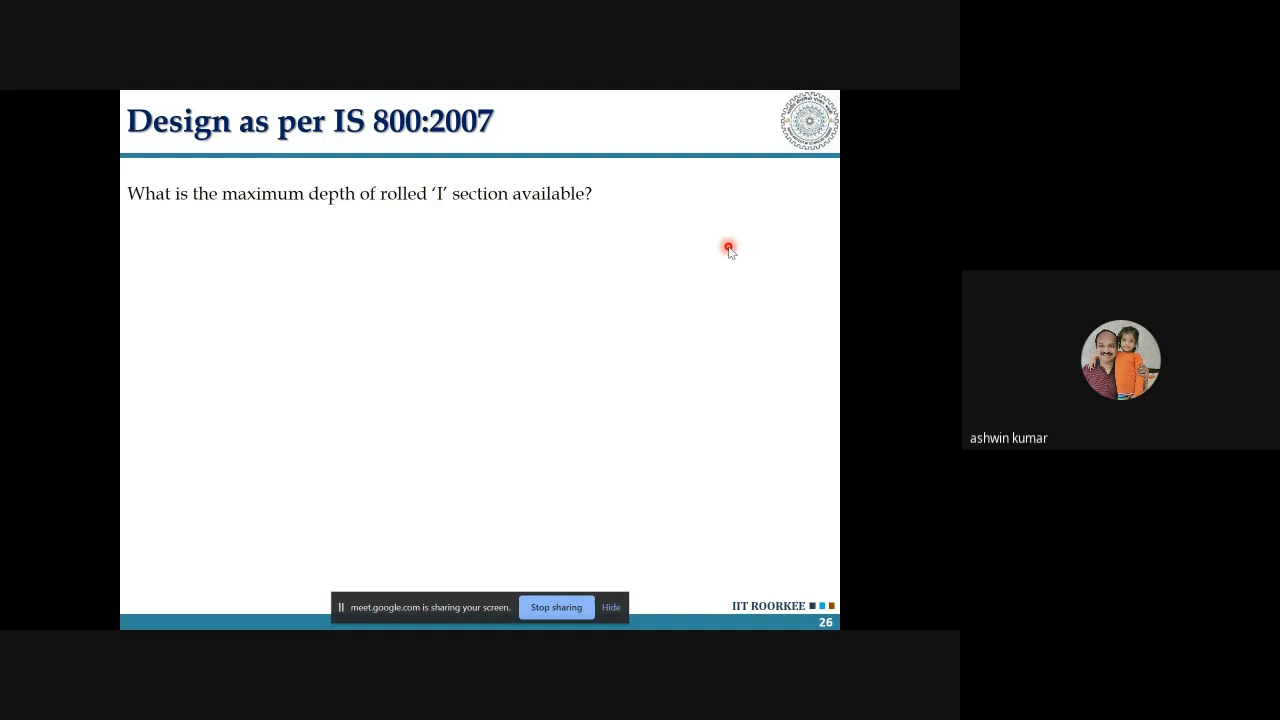 Design as per IS 800:2007
What is the maximum depth of rolled ‘I’ section available?
ashwin kumar
meet.google.com is sharing your screen.
Stop sharing
Hide
IIT ROORKEE
26